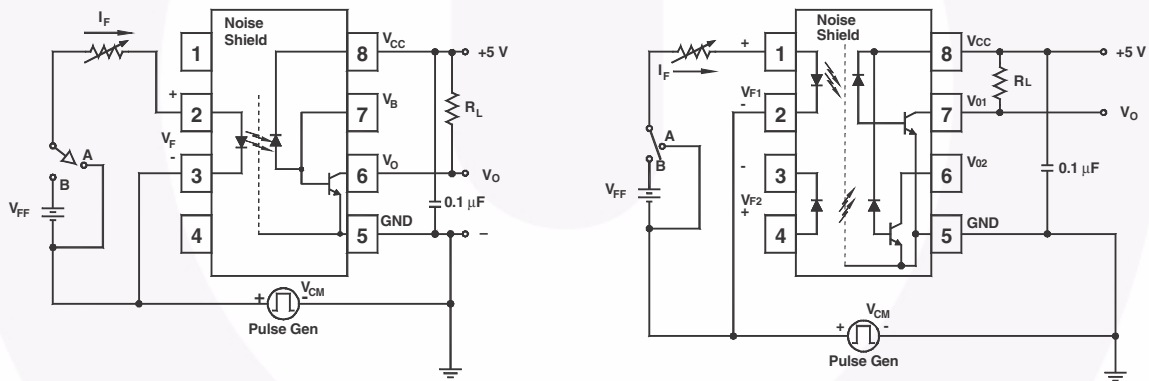 IF
Noise
Shield
1
2
3
4
8
7
6
5
VCC
VB
VO
GND
+
VF
-
A
B
VFF
+5 V
RL
VO
0.1 μF
–
+
VCM
-
Pulse Gen
Noise
Shield
IF
+
1
2
3
4
8
7
6
5
VF1
-
-
VF2
+
VCC
V01
V02
GND
A
B
VFF
+5 V
RL
VO
0.1 μF
VCM
+
-
Pulse Gen